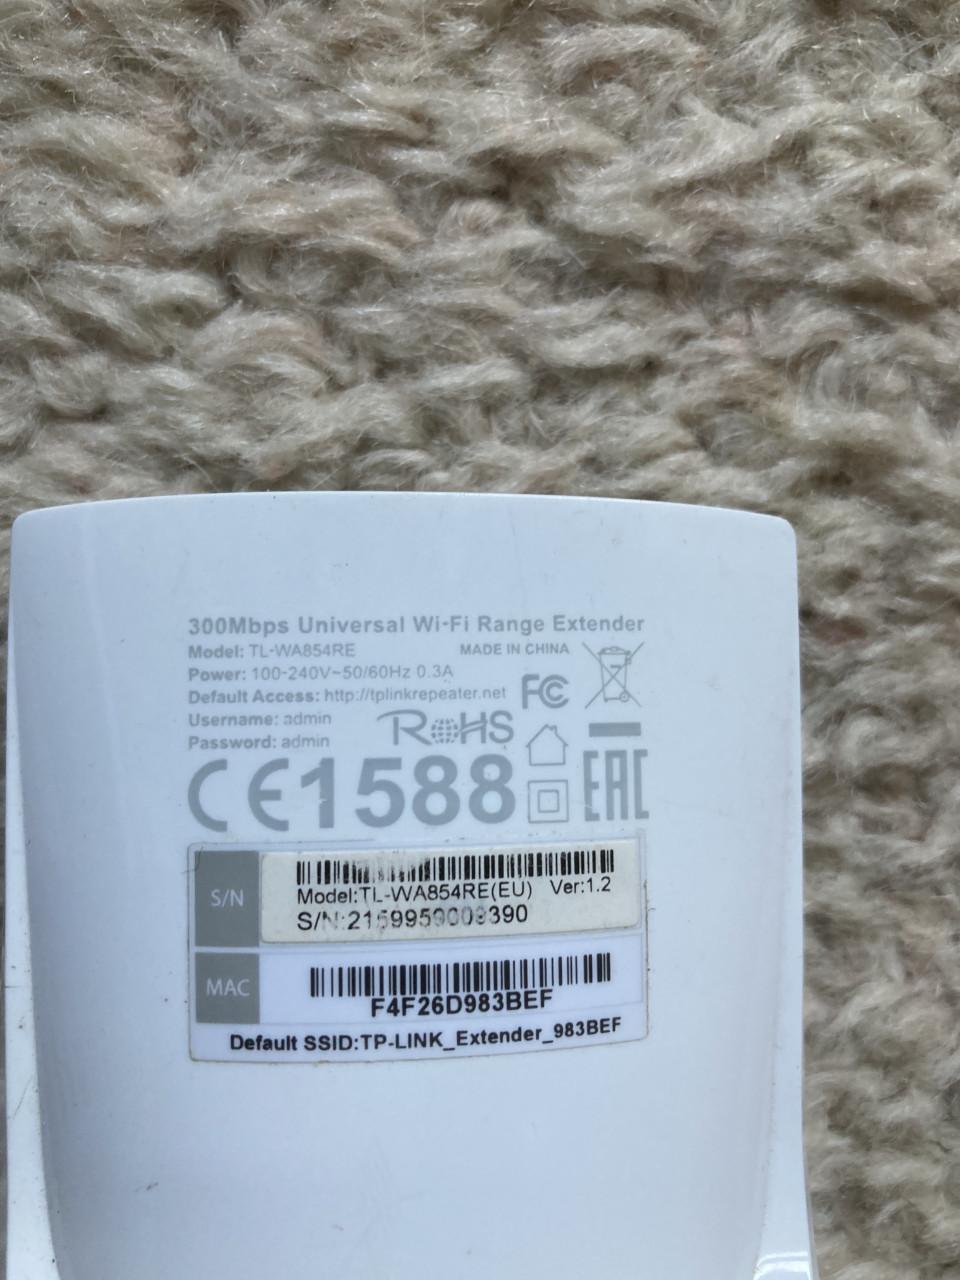 300Mbps Universal Wi-Fi Range Extender
Model: TL-WA854RE MADE IN CHINA
Power: 100-240V~50/60Hz 0.3A
Default Access: http://tplinkrepeater.net FC
Username: admin
Password: admin
RoHS
CE1588 EAC
S/N
Model:TL-WA854RE(EU) Ver:1.2
S/N:2159959009390
MAC
F4F26D983BEF
Default SSID:TP-LINK_Extender_983BEF